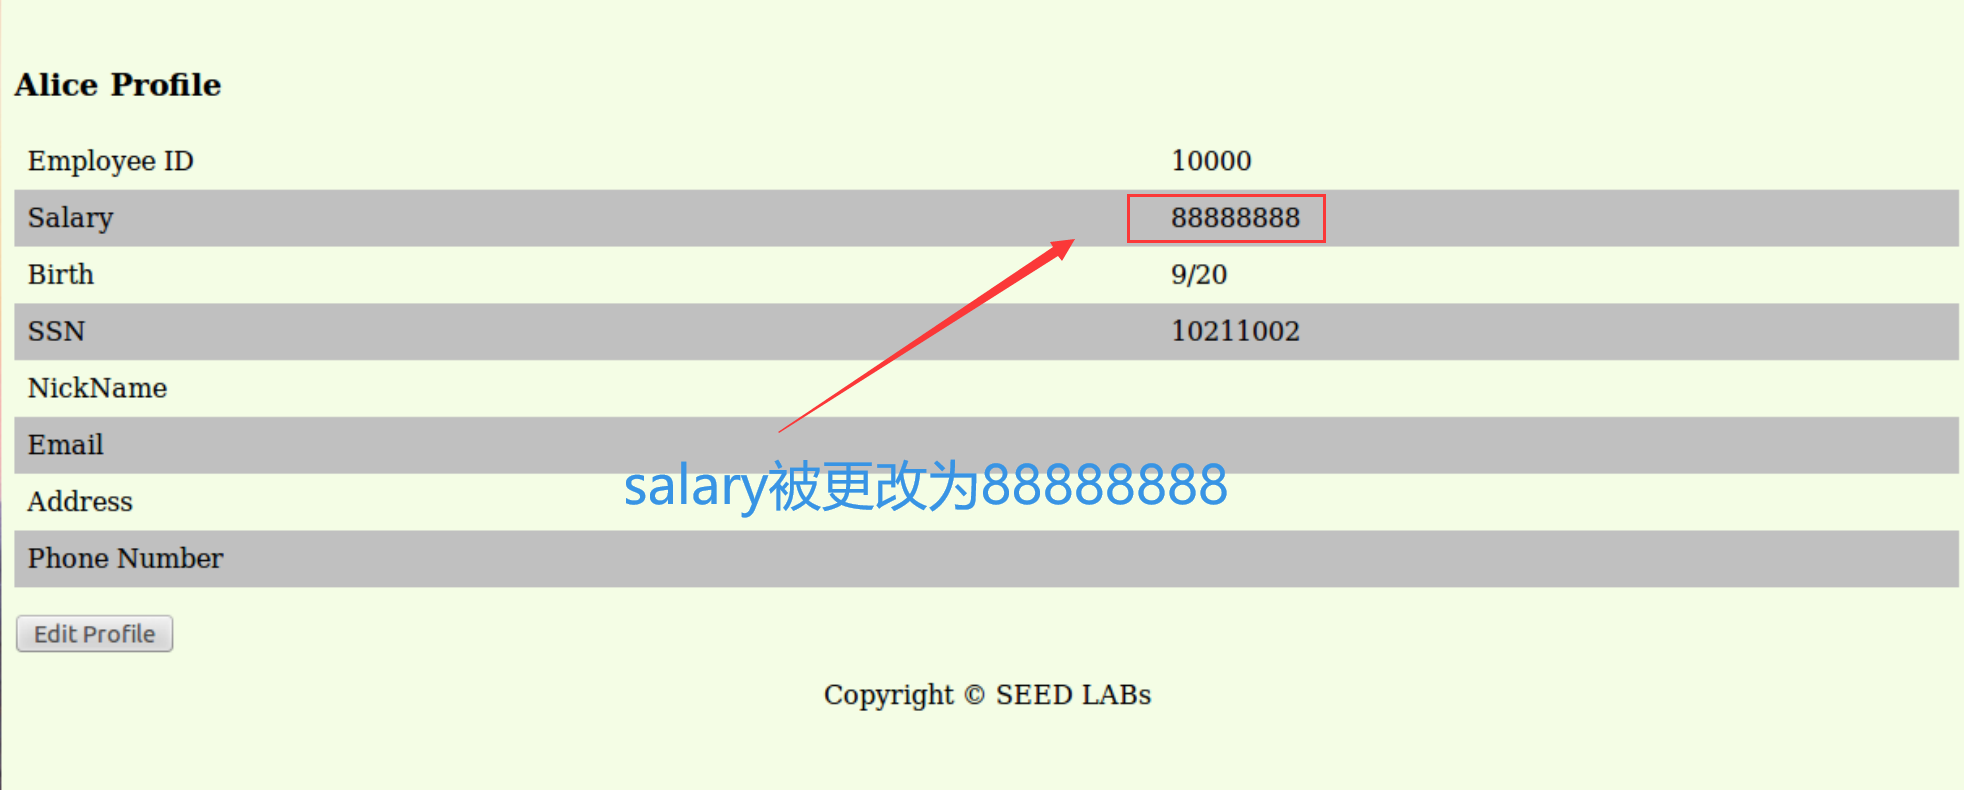 Alice Profile
Employee ID 10000
Salary 88888888
Birth 9/20
SSN 10211002
NickName
Email
salary被更改为88888888
Address
Phone Number
Edit Profile
Copyright © SEED LABs